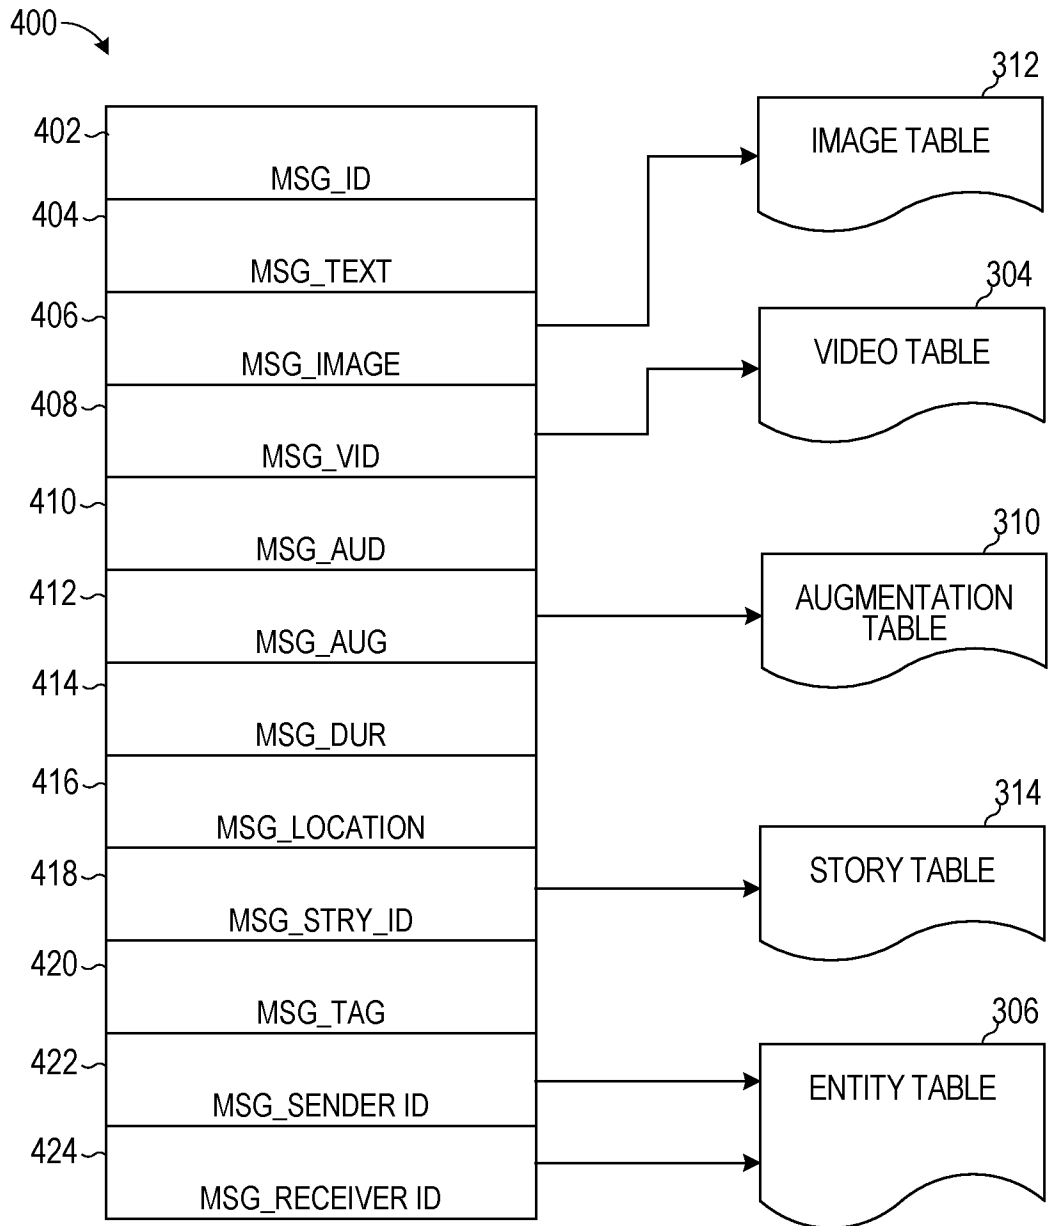 400
312
402
IMAGE TABLE
MSG_ID
404
MSG_TEXT
304
406
VIDEO TABLE
MSG_IMAGE
408
MSG_VID
410
310
MSG_AUD
AUGMENTATION
TABLE
412
MSG_AUG
414
MSG_DUR
416
314
MSG_LOCATION
418
STORY TABLE
MSG_STRY_ID
420
MSG_TAG
306
422
ENTITY TABLE
MSG_SENDER ID
424
MSG_RECEIVER ID